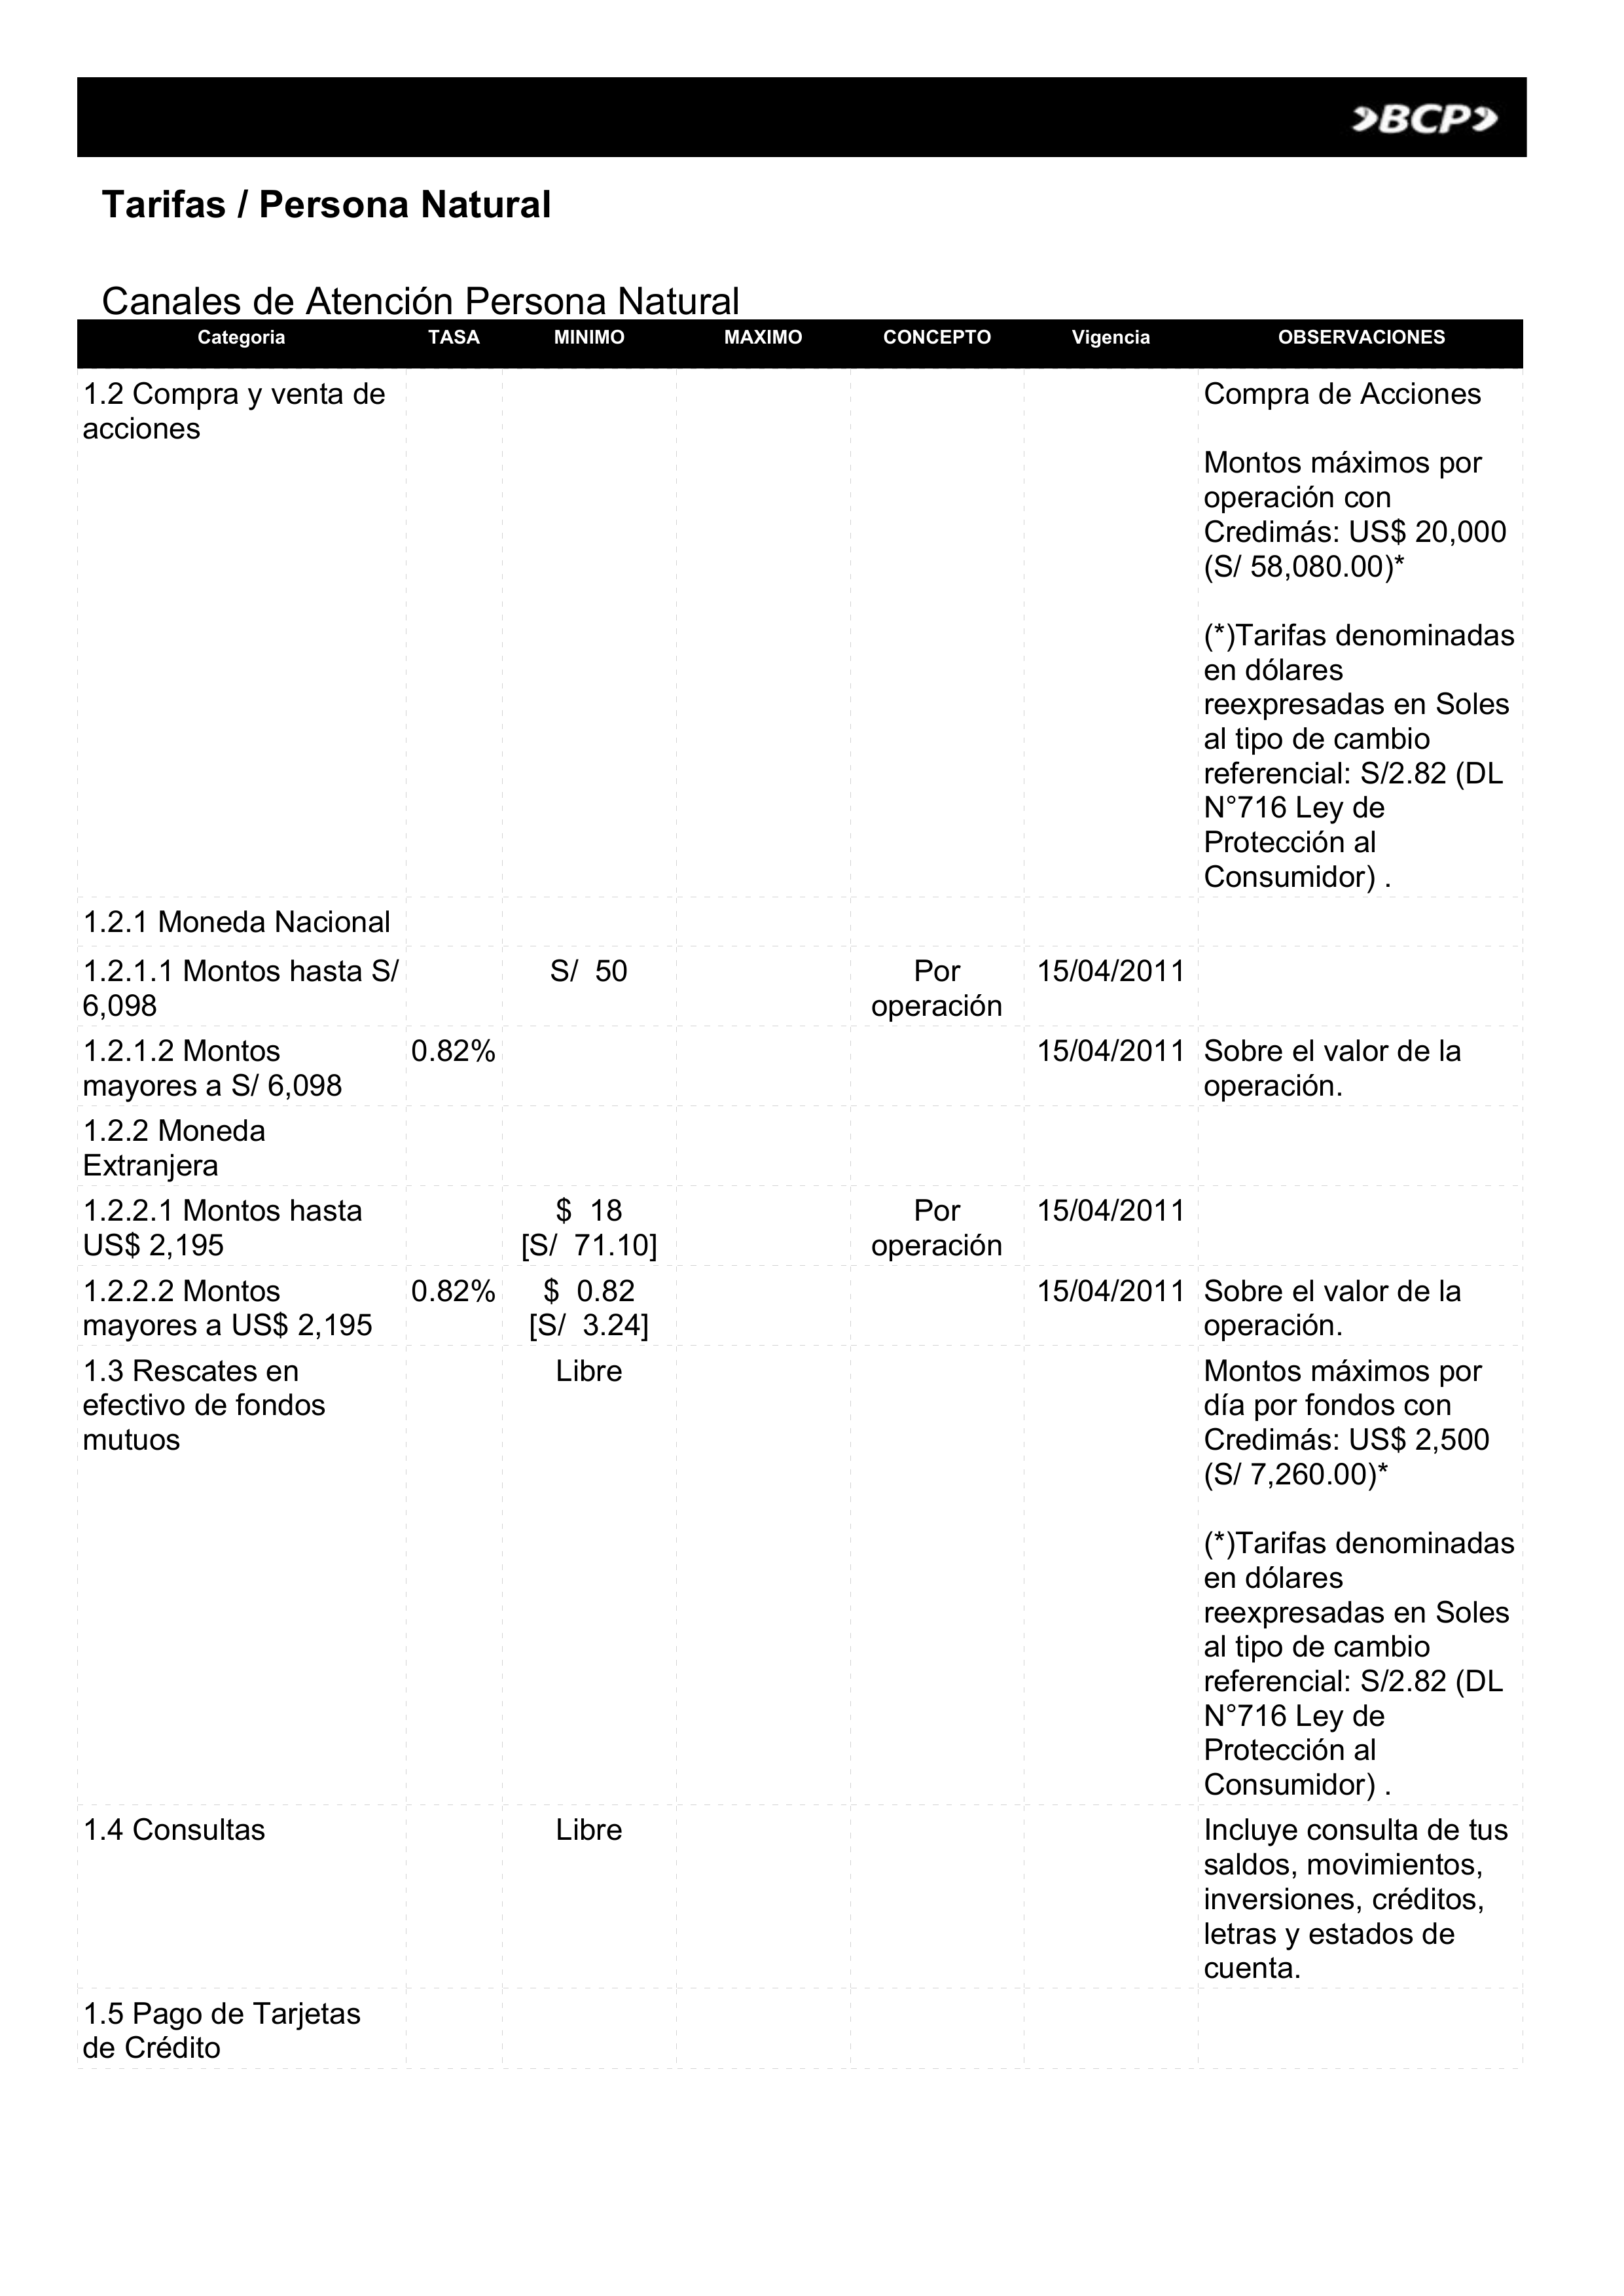 BCP
Tarifas / Persona Natural
Canales de Atención Persona Natural
Categoria TASA MINIMO MAXIMO CONCEPTO Vigencia OBSERVACIONES
1.2 Compra y venta de
acciones
Compra de Acciones
Montos máximos por
operación con
Credimás: US$ 20,000
(S/ 58,080.00)*
(*)Tarifas denominadas
en dólares
reexpresadas en Soles
al tipo de cambio
referencial: S/2.82 (DL
N°716 Ley de
Protección al
Consumidor) .
1.2.1 Moneda Nacional
1.2.1.1 Montos hasta S/ S/ 50 Por 15/04/2011
6,098 operación
1.2.1.2 Montos 0.82% 15/04/2011 Sobre el valor de la
mayores a S/ 6,098 operación.
1.2.2 Moneda
Extranjera
1.2.2.1 Montos hasta $ 18 Por 15/04/2011
US$ 2,195 [S/ 71.10] operación
1.2.2.2 Montos 0.82% $ 0.82 15/04/2011 Sobre el valor de la
mayores a US$ 2,195 [S/ 3.24] operación.
1.3 Rescates en Libre Montos máximos por
efectivo de fondos día por fondos con
mutuos Credimás: US$ 2,500
(S/ 7,260.00)*
(*)Tarifas denominadas
en dólares
reexpresadas en Soles
al tipo de cambio
referencial: S/2.82 (DL
N°716 Ley de
Protección al
Consumidor) .
1.4 Consultas Libre Incluye consulta de tus
saldos, movimientos,
inversiones, créditos,
letras y estados de
cuenta.
1.5 Pago de Tarjetas
de Crédito